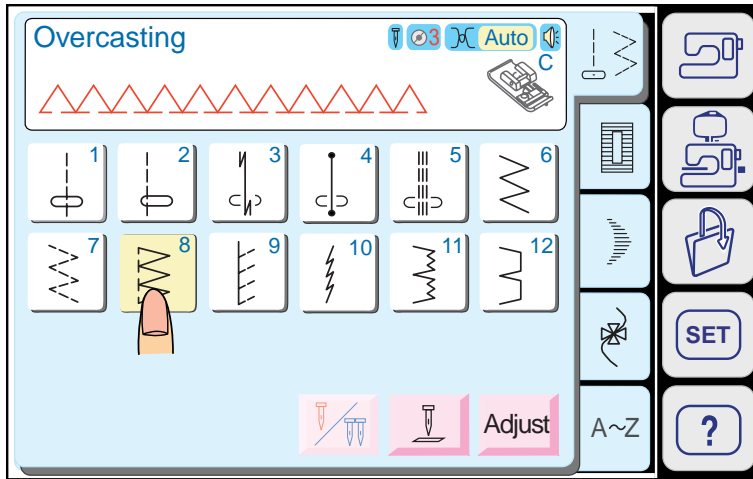 Overcasting 3 Auto
C
1 2 3 4 5 6
7 8 9 10 11 12
Adjust
A~Z
SET
?